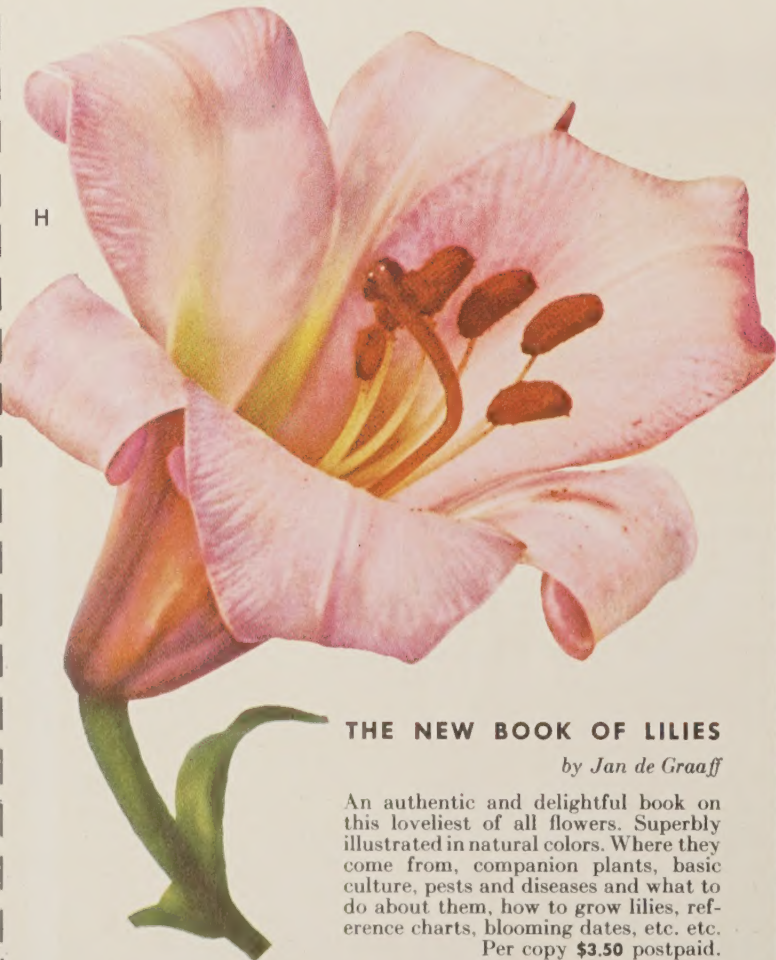 H
THE NEW BOOK OF LILIES
by Jan de Graaff
An authentic and delightful book on
this loveliest of all flowers. Superbly
illustrated in natural colors. Where they
come from, companion plants, basic
culture, pests and diseases and what to
do about them, how to grow lilies, ref-
erence charts, blooming dates, etc. etc.
Per copy $3.50 postpaid.